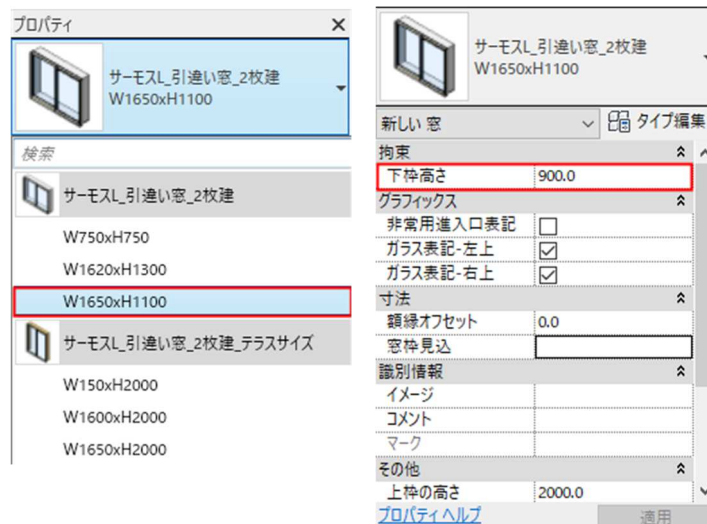 プロパティ
サーモスL_引違い窓_2枚建
W1650xH1100
検索
サーモスL_引違い窓_2枚建
W750xH750
W1620xH1300
W1650xH1100
サーモスL_引違い窓_2枚建_テラスサイズ
W150xH2000
W1600xH2000
W1650xH2000
サーモスL_引違い窓_2枚建
W1650xH1100
新しい 窓 タイプ編集
拘束
下枠高さ 900.0
グラフィックス
非常用進入口表記
ガラス表記-左上
ガラス表記-右上
寸法
額縁オフセット 0.0
窓枠見込
識別情報
イメージ
コメント
マーク
その他
上枠の高さ 2000.0
プロパティ ヘルプ 適用